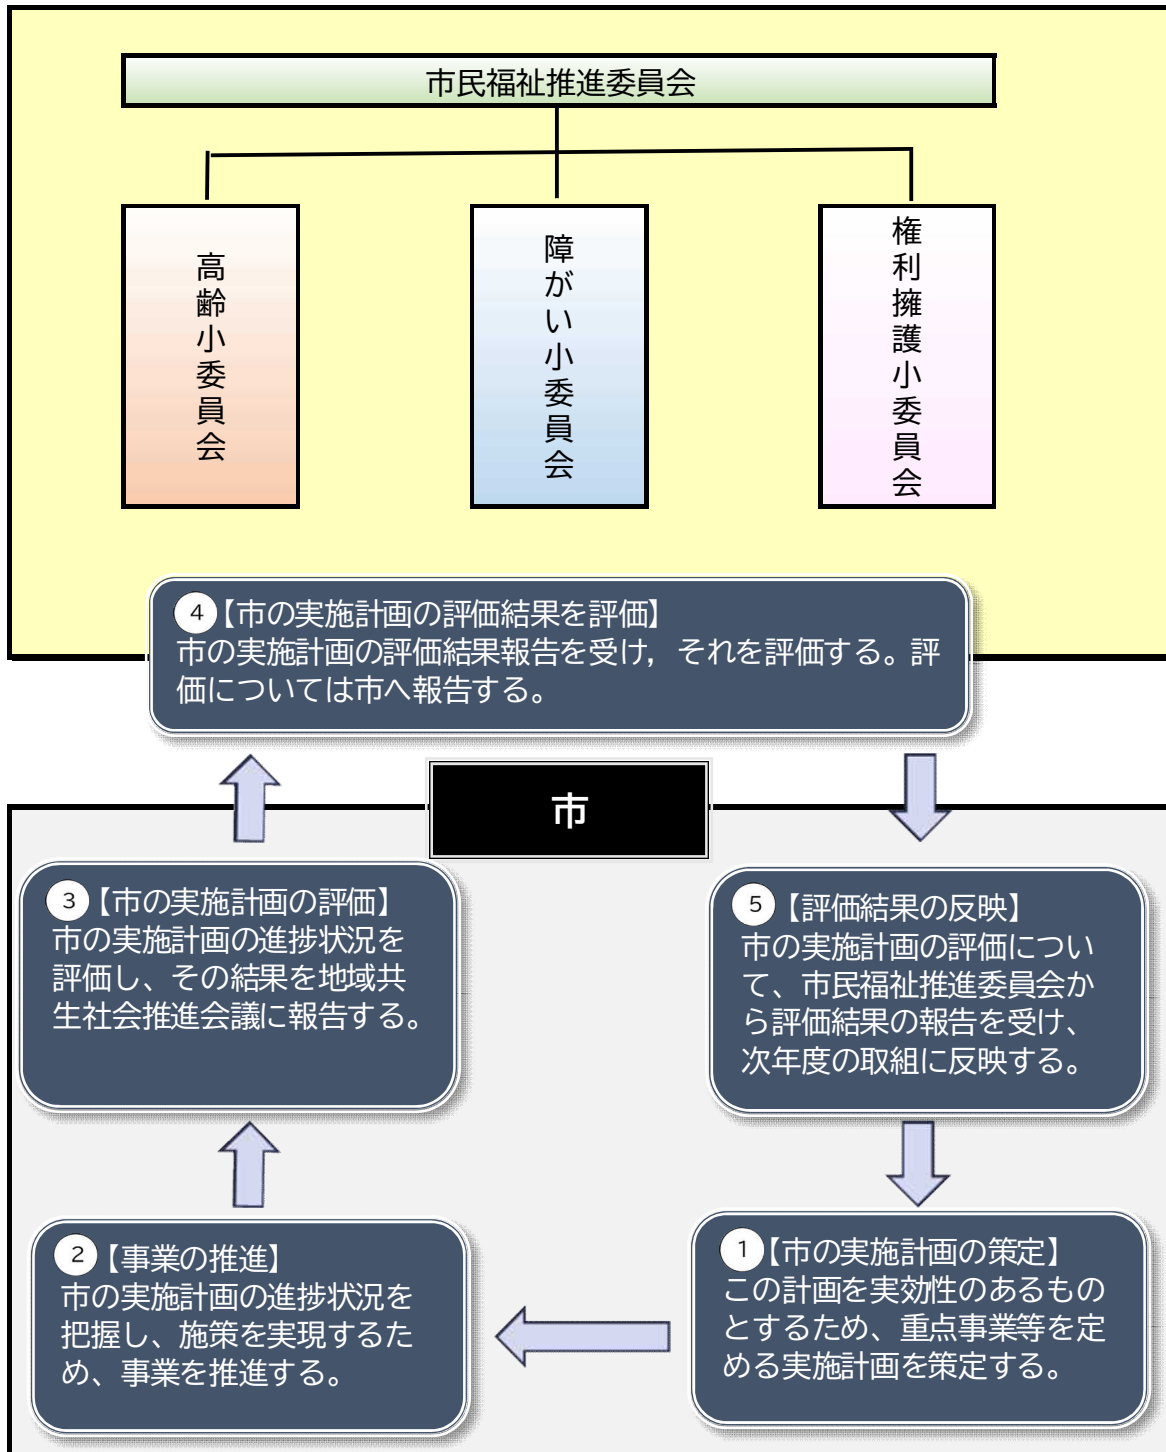 市民福祉推進委員会
高齢小委員会
障がい小委員会
権利擁護小委員会
4【市の実施計画の評価結果を評価】
市の実施計画の評価結果報告を受け，それを評価する。評
価については市へ報告する。
市
3【市の実施計画の評価】
市の実施計画の進捗状況を
評価し、その結果を地域共
生社会推進会議に報告する。
5【評価結果の反映】
市の実施計画の評価につい
て、市民福祉推進委員会か
ら評価結果の報告を受け、
次年度の取組に反映する。
2【事業の推進】
市の実施計画の進捗状況を
把握し、施策を実現するた
め、事業を推進する。
1【市の実施計画の策定】
この計画を実効性のあるもの
とするため、重点事業等を定
める実施計画を策定する。